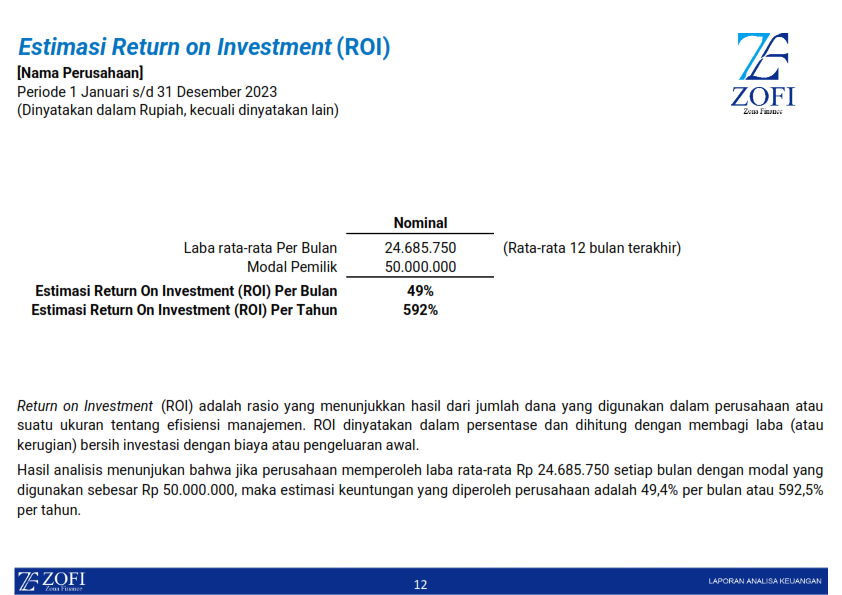 Estimasi Return on Investment (ROI)
[Nama Perusahaan]
Periode 1 Januari s/d 31 Desember 2023
(Dinyatakan dalam Rupiah, kecuali dinyatakan lain)
ZOFI
Zona Finance
Nominal
Laba rata-rata Per Bulan 24.685.750 (Rata-rata 12 bulan terakhir)
Modal Pemilik 50.000.000
Estimasi Return On Investment (ROI) Per Bulan 49%
Estimasi Return On Investment (ROI) Per Tahun 592%
Return on Investment (ROI) adalah rasio yang menunjukkan hasil dari jumlah dana yang digunakan dalam perusahaan atau
suatu ukuran tentang efisiensi manajemen. ROI dinyatakan dalam persentase dan dihitung dengan membagi laba (atau
kerugian) bersih investasi dengan biaya atau pengeluaran awal.
Hasil analisis menunjukan bahwa jika perusahaan memperoleh laba rata-rata Rp 24.685.750 setiap bulan dengan modal yang
digunakan sebesar Rp 50.000.000, maka estimasi keuntungan yang diperoleh perusahaan adalah 49,4% per bulan atau 592,5%
per tahun.
ZOFI
Zona Finance
12
LAPORAN ANALISA KEUANGAN